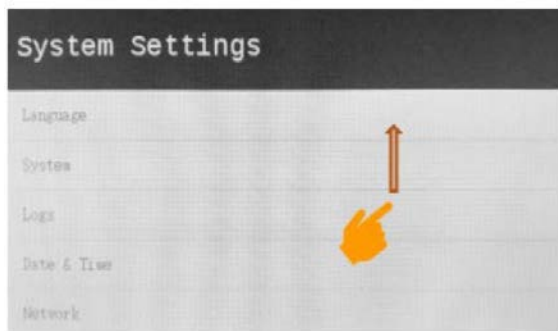 System Settings
Language
System
Logs
Date & Time
Network